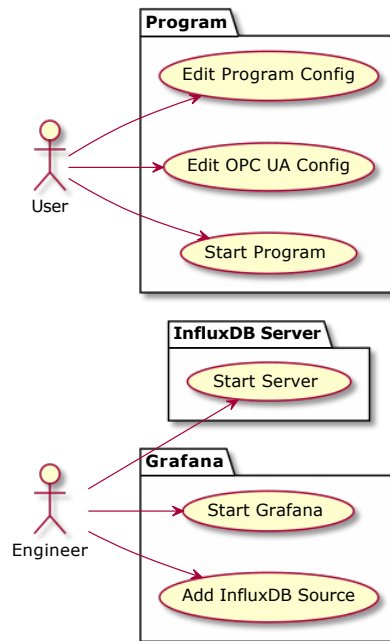 Program
Edit Program Config
Edit OPC UA Config
User
Start Program
InfluxDB Server
Start Server
Grafana
Start Grafana
Engineer
Add InfluxDB Source